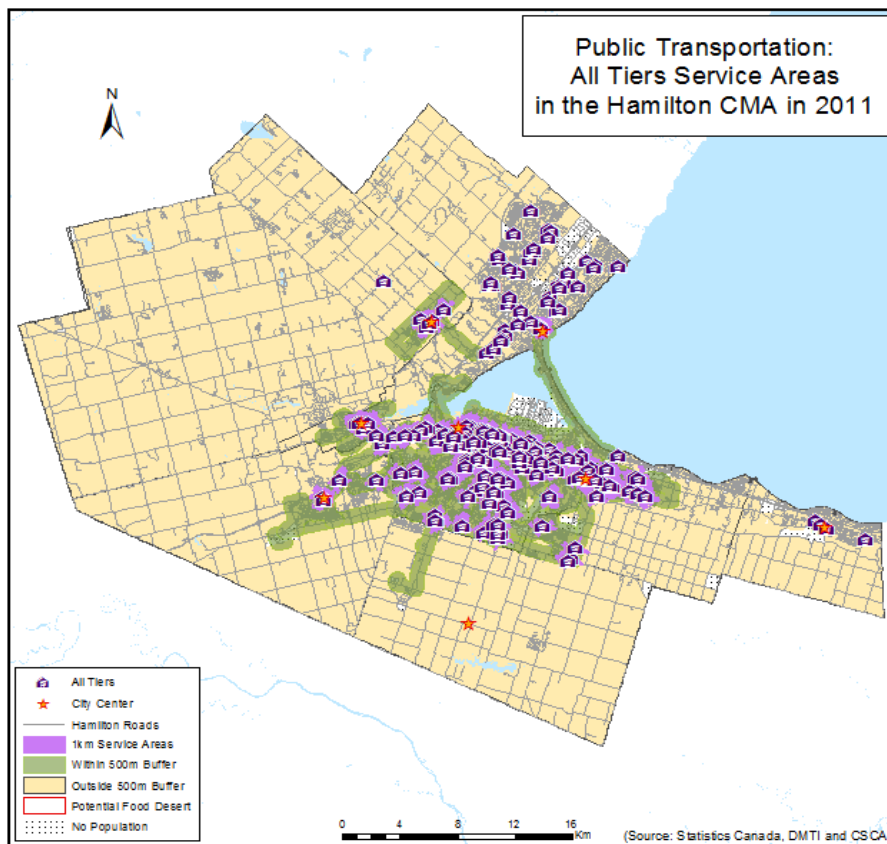 Public Transportation:
All Tiers Service Areas
in the Hamilton CMA in 2011
N
All Tiers
City Center
Hamilton Roads
1km Service Areas
Within 500m Buffer
Outside 500m Buffer
Potential Food Desert
No Population
0 4 8 12 16
Km
(Source: Statistics Canada, DMTI and CSCA